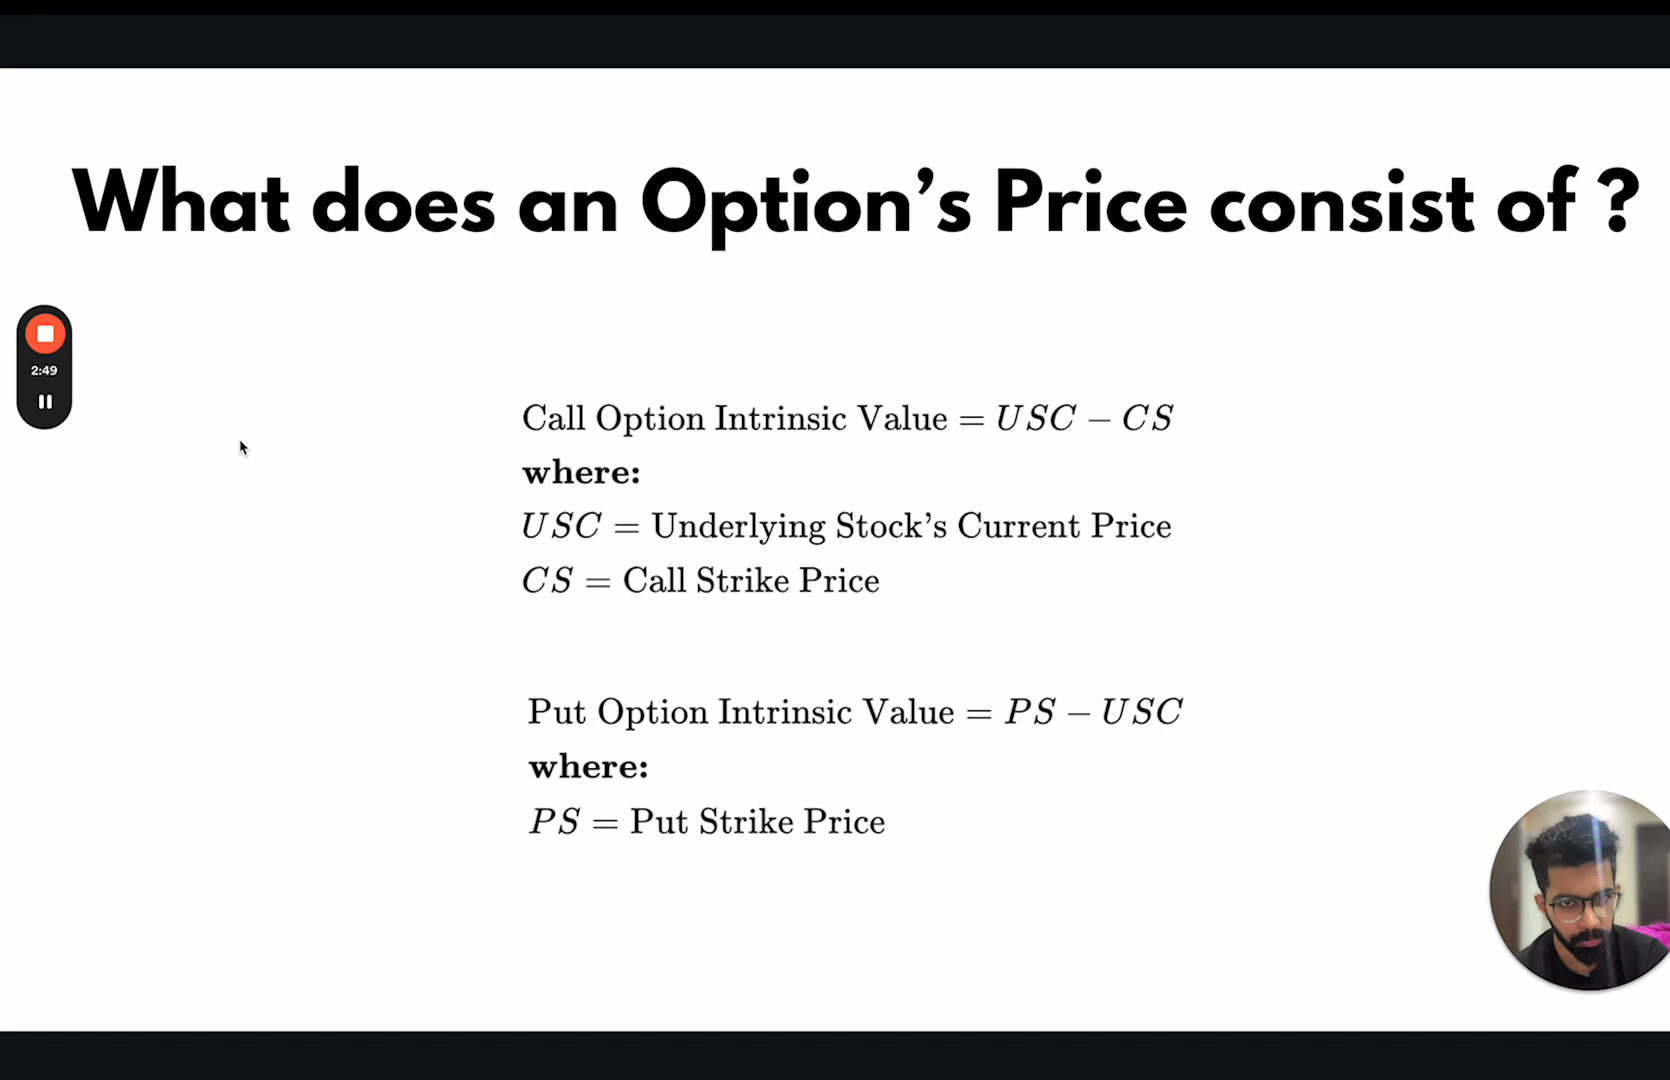 What does an Option’s Price consist of ?
2:49
Call Option Intrinsic Value = USC − CS
where:
USC = Underlying Stock’s Current Price
CS = Call Strike Price
Put Option Intrinsic Value = PS − USC
where:
PS = Put Strike Price